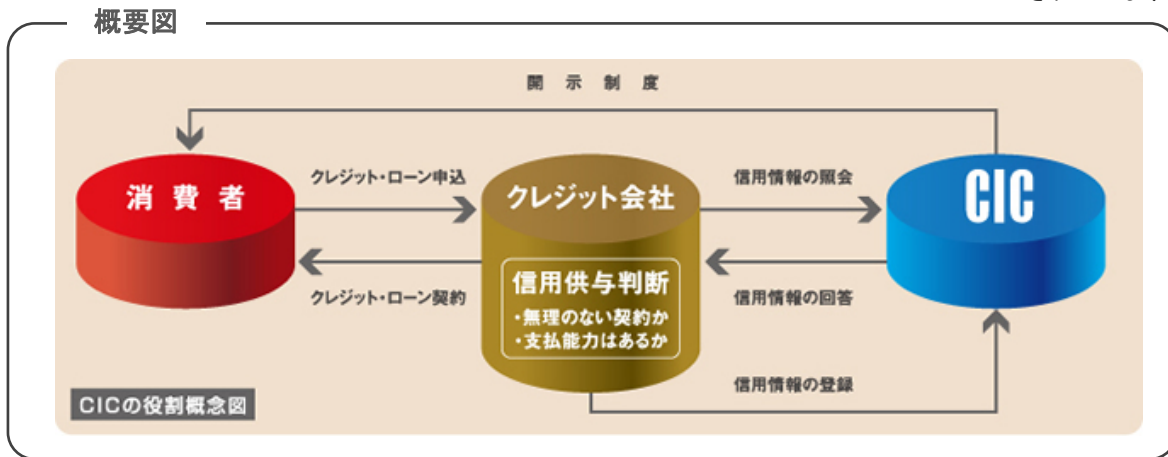 概要図
開示制度
消費者
クレジット・ローン申込
クレジット・ローン契約
クレジット会社
信用供与判断
・無理のない契約か
・支払能力はあるか
信用情報の照会
信用情報の回答
信用情報の登録
CIC
CICの役割概念図